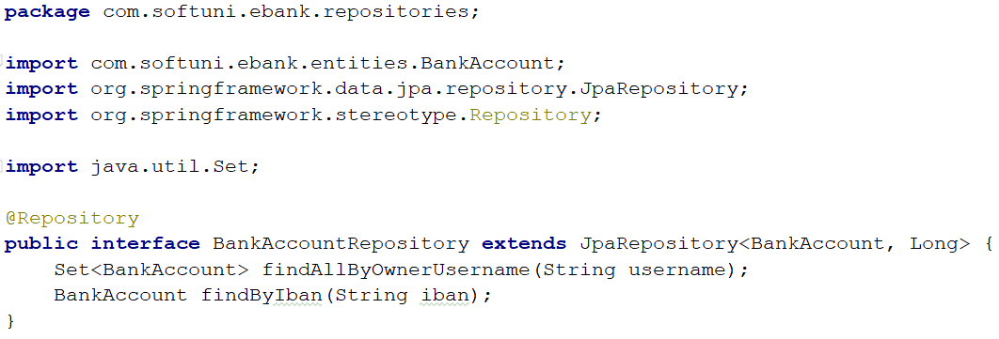 package com.softuni.ebank.repositories;
import com.softuni.ebank.entities.BankAccount;
import org.springframework.data.jpa.repository.JpaRepository;
import org.springframework.stereotype.Repository;
import java.util.Set;
@Repository
public interface BankAccountRepository extends JpaRepository<BankAccount, Long> {
    Set<BankAccount> findAllByOwnerUsername(String username);
    BankAccount findByIban(String iban);
}